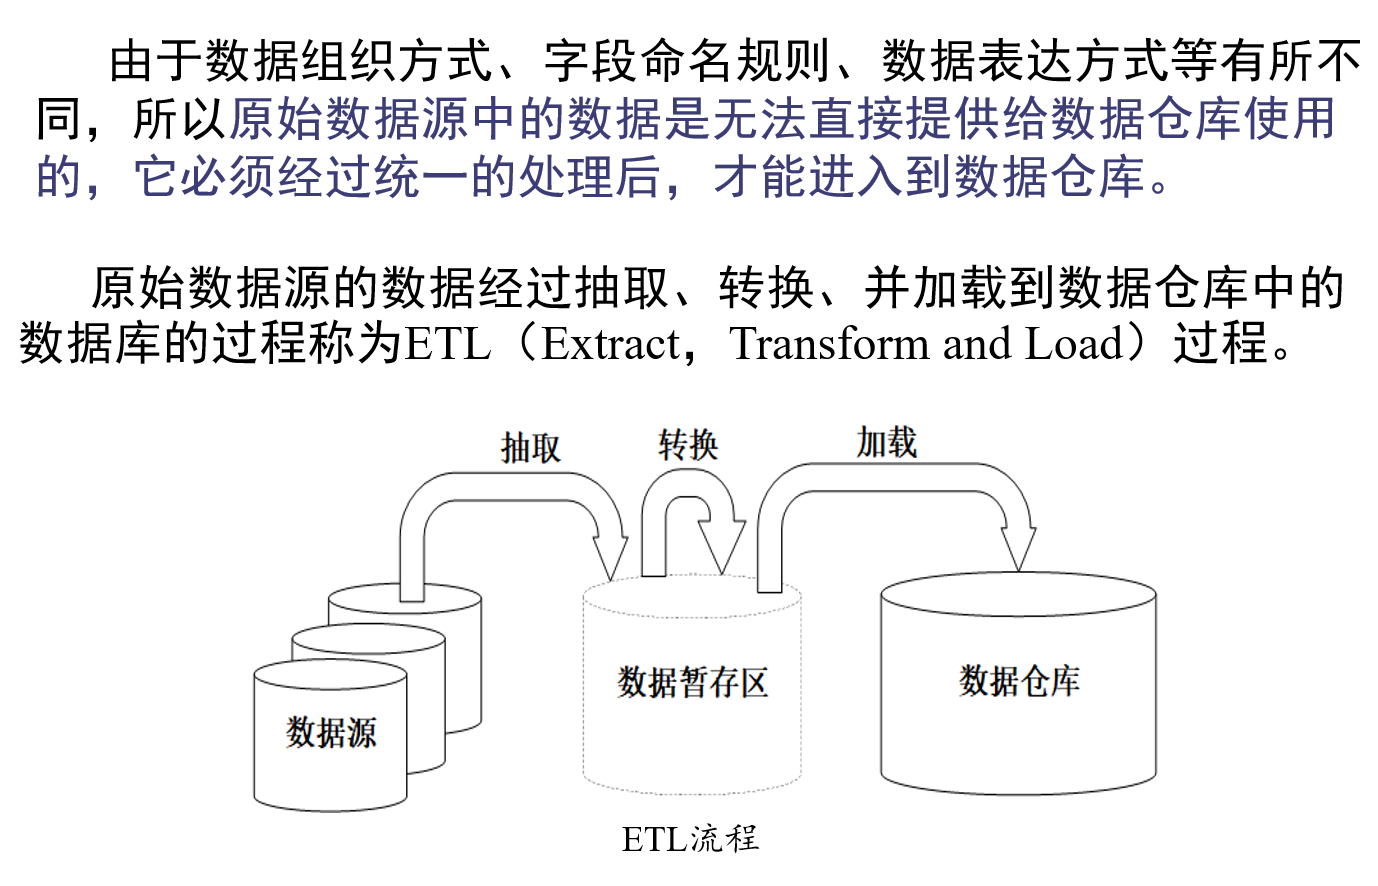 由于数据组织方式、字段命名规则、数据表达方式等有所不
同，所以原始数据源中的数据是无法直接提供给数据仓库使用
的，它必须经过统一的处理后，才能进入到数据仓库。
原始数据源的数据经过抽取、转换、并加载到数据仓库中的
数据库的过程称为ETL（Extract，Transform and Load）过程。
抽取
转换
加载
数据源
数据暂存区
数据仓库
ETL流程